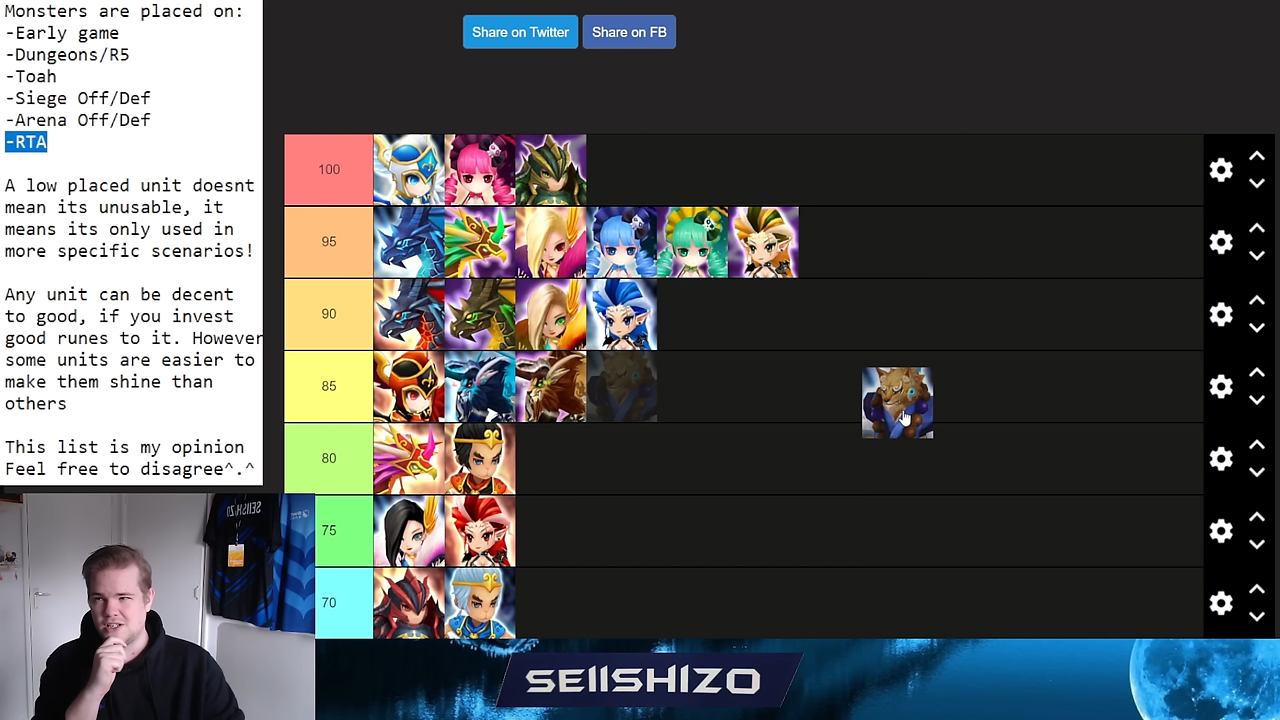 Monsters are placed on:
-Early game
-Dungeons/R5
-Toah
-Siege Off/Def
-Arena Off/Def
-RTA
A low placed unit doesnt
mean its unusable, it
means its only used in
more specific scenarios!
Any unit can be decent
to good, if you invest
good runes to it. However
some units are easier to
make them shine than
others
This list is my opinion
Feel free to disagree^.^
Share on Twitter
Share on FB
100
95
90
85
80
75
70
SEIISHIZO